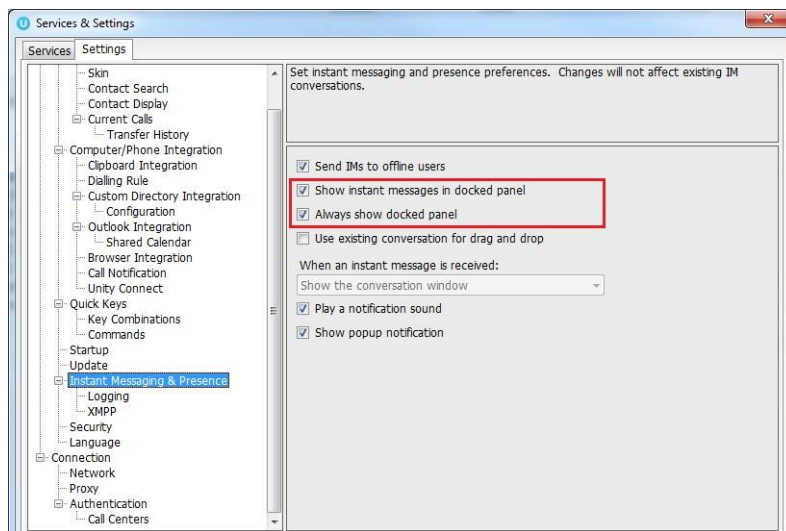 Services & Settings
Services
Settings
Skin
Contact Search
Contact Display
Current Calls
Transfer History
Computer/Phone Integration
Clipboard Integration
Dialling Rule
Custom Directory Integration
Configuration
Outlook Integration
Shared Calendar
Browser Integration
Call Notification
Unity Connect
Quick Keys
Key Combinations
Commands
Startup
Update
Instant Messaging & Presence
Logging
XMPP
Security
Language
Connection
Network
Proxy
Authentication
Call Centers
Set instant messaging and presence preferences. Changes will not affect existing IM
conversations.
Send IMs to offline users
Show instant messages in docked panel
Always show docked panel
Use existing conversation for drag and drop
When an instant message is received:
Show the conversation window
Play a notification sound
Show popup notification